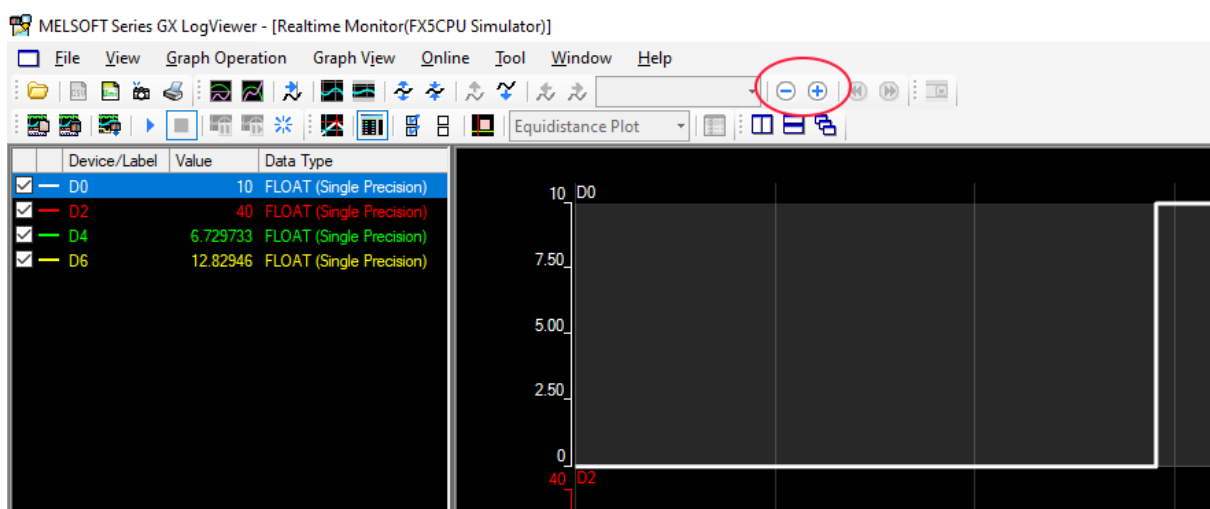 MELSOFT Series GX LogViewer - [Realtime Monitor(FX5CPU Simulator)]
File View Graph Operation Graph View Online Tool Window Help
Equidistance Plot
Device/Label Value Data Type
D0 10 FLOAT (Single Precision)
D2 40 FLOAT (Single Precision)
D4 6.729733 FLOAT (Single Precision)
D6 12.82946 FLOAT (Single Precision)
10 D0
7.50
5.00
2.50
0
40 D2